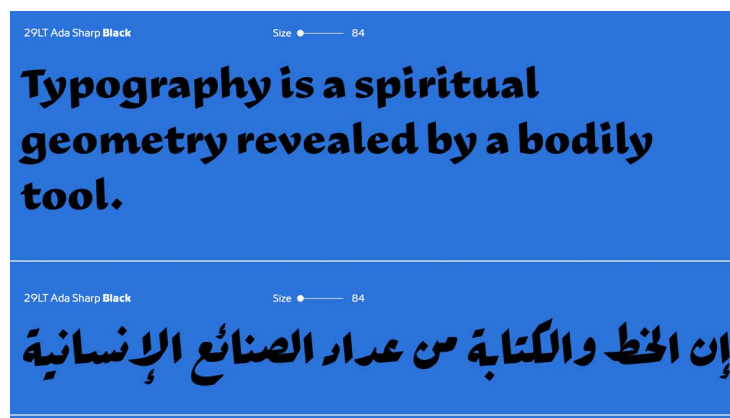 29LT Ada Sharp Black
Size 84
Typography is a spiritual
geometry revealed by a bodily
tool.
29LT Ada Sharp Black
Size 84
إن الخط والكتابة من عداد الصنائع الإنسانية